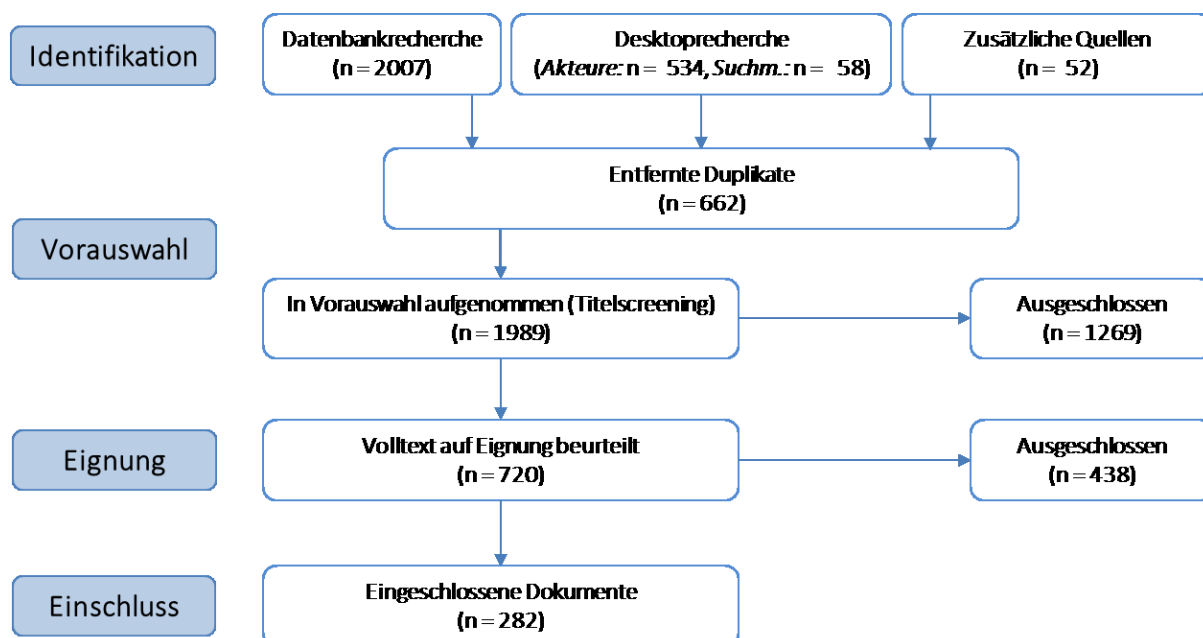 Identifikation
Datenbankrecherche
(n = 2007)
Desktoprecherche
(Akteure: n = 534, Suchm.: n = 58)
Zusätzliche Quellen
(n = 52)
Entfernte Duplikate
(n = 662)
Vorauswahl
In Vorauswahl aufgenommen (Titelscreening)
(n = 1989)
Ausgeschlossen
(n = 1269)
Eignung
Volltext auf Eignung beurteilt
(n = 720)
Ausgeschlossen
(n = 438)
Einschluss
Eingeschlossene Dokumente
(n = 282)